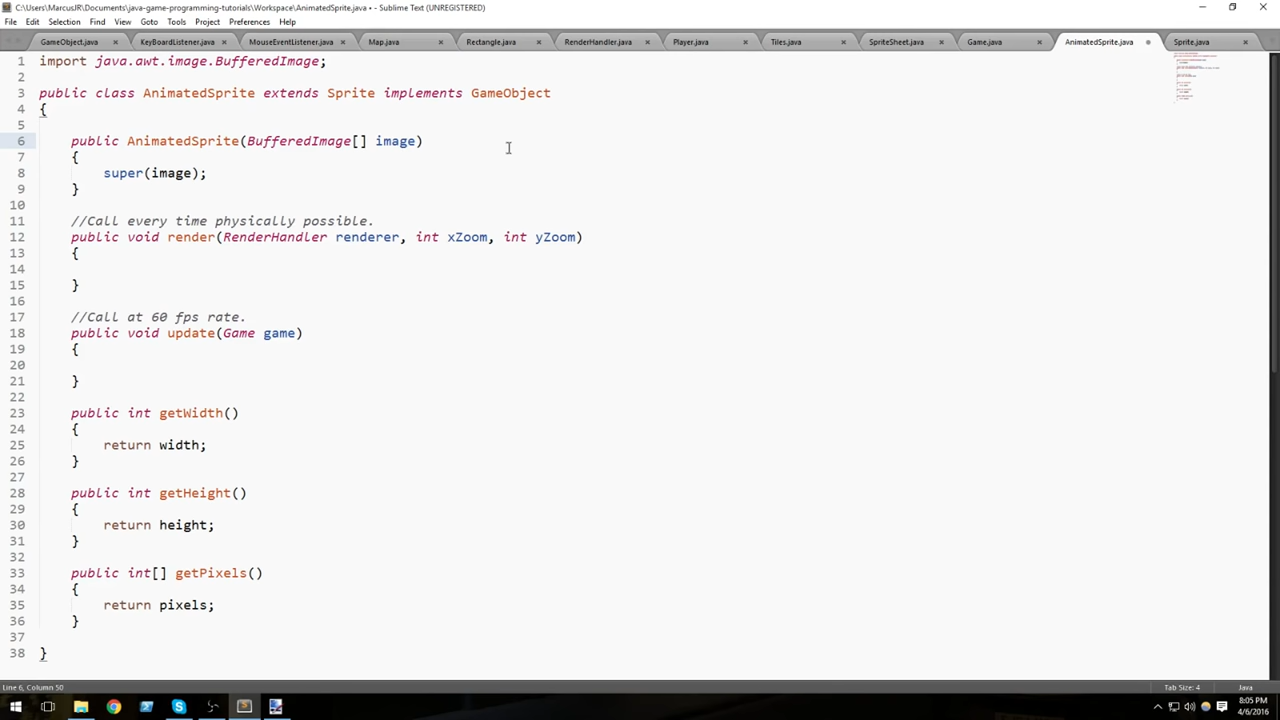 C:\Users\MarcusJR\Documents\java-game-programming-tutorials\Workspace\AnimatedSprite.java • - Sublime Text (UNREGISTERED)
File Edit Selection Find View Goto Tools Project Preferences Help
GameObject.java KeyBoardListener.java MouseEventListener.java Map.java Rectangle.java RenderHandler.java Player.java Tiles.java SpriteSheet.java Game.java AnimatedSprite.java Sprite.java
1 import java.awt.image.BufferedImage;
2
3 public class AnimatedSprite extends Sprite implements GameObject
4 {
5
6 public AnimatedSprite(BufferedImage[] image)
7 {
8 super(image);
9 }
10
11 //Call every time physically possible.
12 public void render(RenderHandler renderer, int xZoom, int yZoom)
13 {
14
15 }
16
17 //Call at 60 fps rate.
18 public void update(Game game)
19 {
20
21 }
22
23 public int getWidth()
24 {
25 return width;
26 }
27
28 public int getHeight()
29 {
30 return height;
31 }
32
33 public int[] getPixels()
34 {
35 return pixels;
36 }
37
38 }
Line 6, Column 50 Tab Size: 4 Java
8:05 PM
4/6/2016